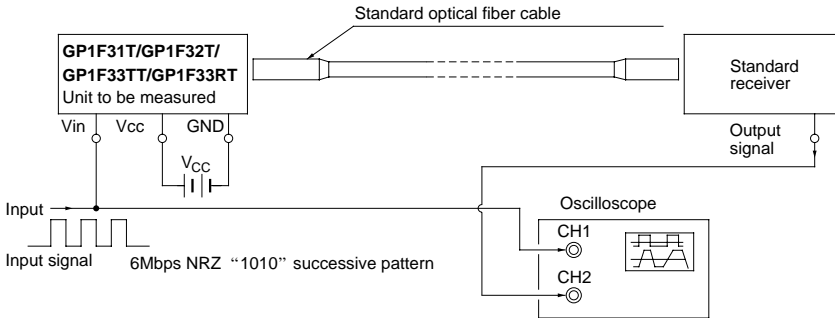 Standard optical fiber cable
GP1F31T/GP1F32T/
GP1F33TT/GP1F33RT
Unit to be measured
Standard
receiver
Vin
Vcc
GND
Output
signal
VCC
Input
Oscilloscope
CH1
Input signal
6Mbps NRZ “1010” successive pattern
CH2